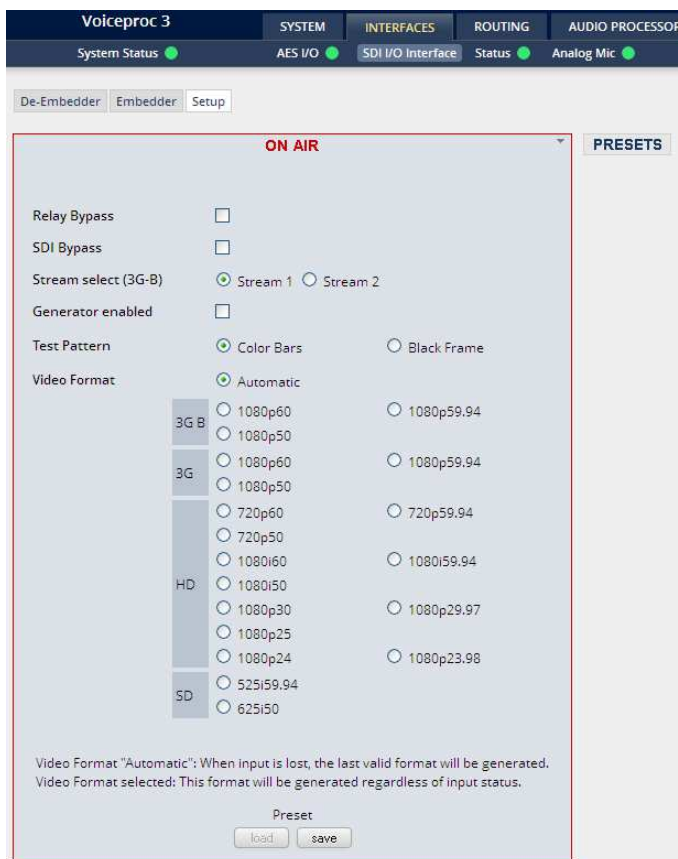 Voiceproc 3
SYSTEM INTERFACES ROUTING AUDIO PROCESSOR
System Status AES I/O SDI I/O Interface Status Analog Mic
De-Embedder Embedder Setup
ON AIR
PRESETS
Relay Bypass
SDI Bypass
Stream select (3G-B) Stream 1 Stream 2
Generator enabled
Test Pattern Color Bars Black Frame
Video Format Automatic
3G B
1080p60 1080p59.94
1080p50
3G
1080p60 1080p59.94
1080p50
HD
720p60 720p59.94
720p50
1080i60 1080i59.94
1080i50
1080p30 1080p29.97
1080p25
1080p24 1080p23.98
SD
525i59.94
625i50
Video Format "Automatic": When input is lost, the last valid format will be generated.
Video Format selected: This format will be generated regardless of input status.
Preset
load save